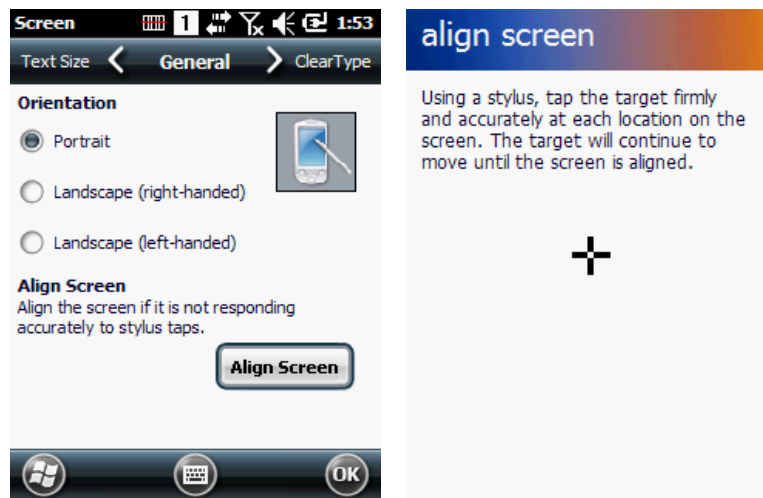 Screen 1 1:53
Text Size General ClearType
Orientation
Portrait
Landscape (right-handed)
Landscape (left-handed)
Align Screen
Align the screen if it is not responding
accurately to stylus taps.
Align Screen
OK
align screen
Using a stylus, tap the target firmly
and accurately at each location on the
screen. The target will continue to
move until the screen is aligned.